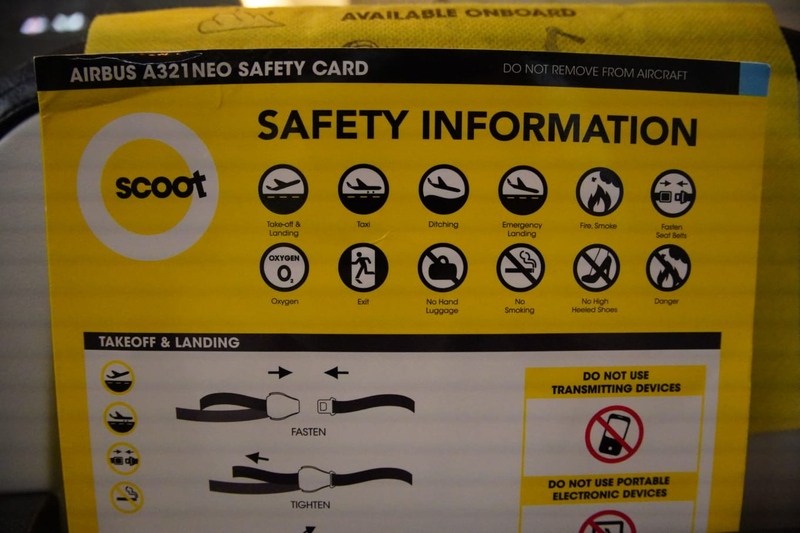 AVAILABLE ONBOARD
AIRBUS A321NEO SAFETY CARD
DO NOT REMOVE FROM AIRCRAFT
SAFETY INFORMATION
scoot
Take-off &
Landing
Taxi
Ditching
Emergency
Landing
Fire, Smoke
Fasten
Seat Belts
OXYGEN
O2
Oxygen
Exit
No Hand
Luggage
No
Smoking
No High
Heeled Shoes
Danger
TAKEOFF & LANDING
FASTEN
TIGHTEN
DO NOT USE
TRANSMITTING DEVICES
DO NOT USE PORTABLE
ELECTRONIC DEVICES